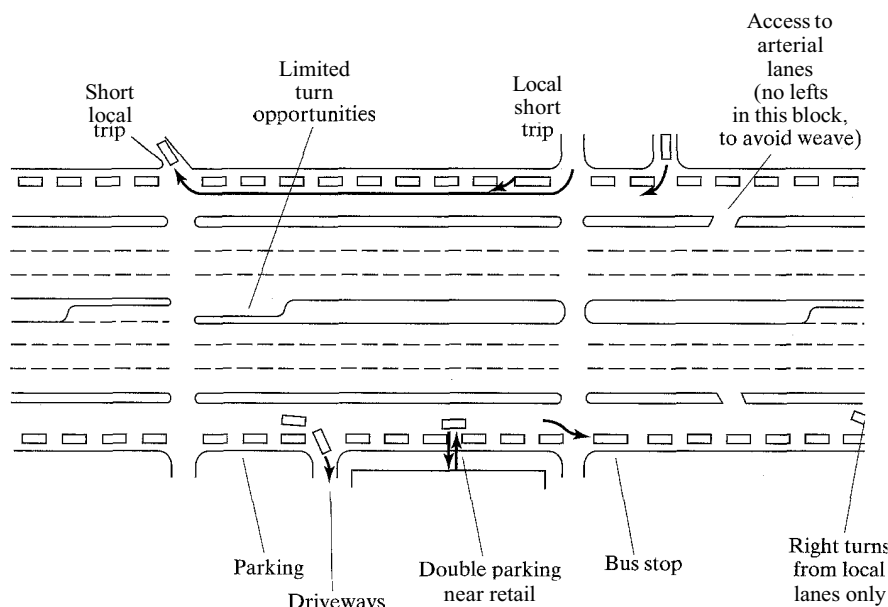 Short
local
trip
Limited
turn
opportunities
Local
short
trip
Access to
arterial
lanes
(no lefts
in this block,
to avoid weave)
Parking
Driveways
Double parking
near retail
Bus stop
Right turns
from local
lanes only